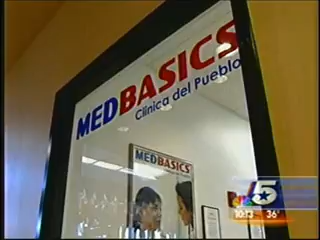 MEDBASICS
Clinica del Pueblo
MEDBASICS
5
10:13 36°